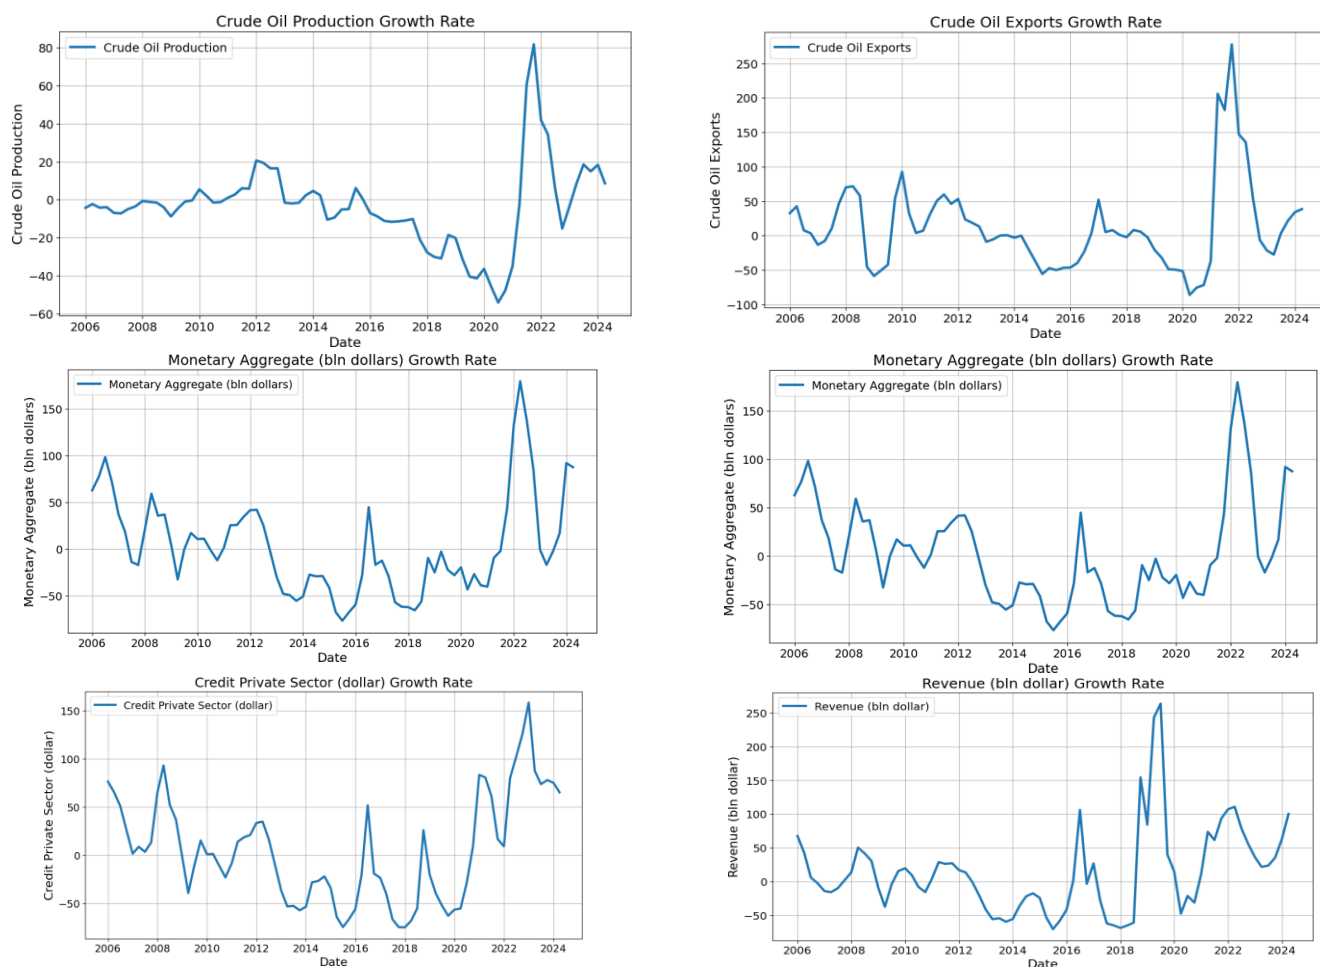 Crude Oil Production Growth Rate
Crude Oil Production
Crude Oil Production
80
60
40
20
0
−20
−40
−60
2006 2008 2010 2012 2014 2016 2018 2020 2022 2024
Date
Crude Oil Exports Growth Rate
Crude Oil Exports
Crude Oil Exports
250
200
150
100
50
0
−50
−100
2006 2008 2010 2012 2014 2016 2018 2020 2022 2024
Date
Monetary Aggregate (bln dollars) Growth Rate
Monetary Aggregate (bln dollars)
Monetary Aggregate (bln dollars)
150
100
50
0
−50
2006 2008 2010 2012 2014 2016 2018 2020 2022 2024
Date
Monetary Aggregate (bln dollars) Growth Rate
Monetary Aggregate (bln dollars)
Monetary Aggregate (bln dollars)
150
100
50
0
−50
2006 2008 2010 2012 2014 2016 2018 2020 2022 2024
Date
Credit Private Sector (dollar) Growth Rate
Credit Private Sector (dollar)
Credit Private Sector (dollar)
150
100
50
0
−50
2006 2008 2010 2012 2014 2016 2018 2020 2022 2024
Date
Revenue (bln dollar) Growth Rate
Revenue (bln dollar)
Revenue (bln dollar)
250
200
150
100
50
0
−50
2006 2008 2010 2012 2014 2016 2018 2020 2022 2024
Date